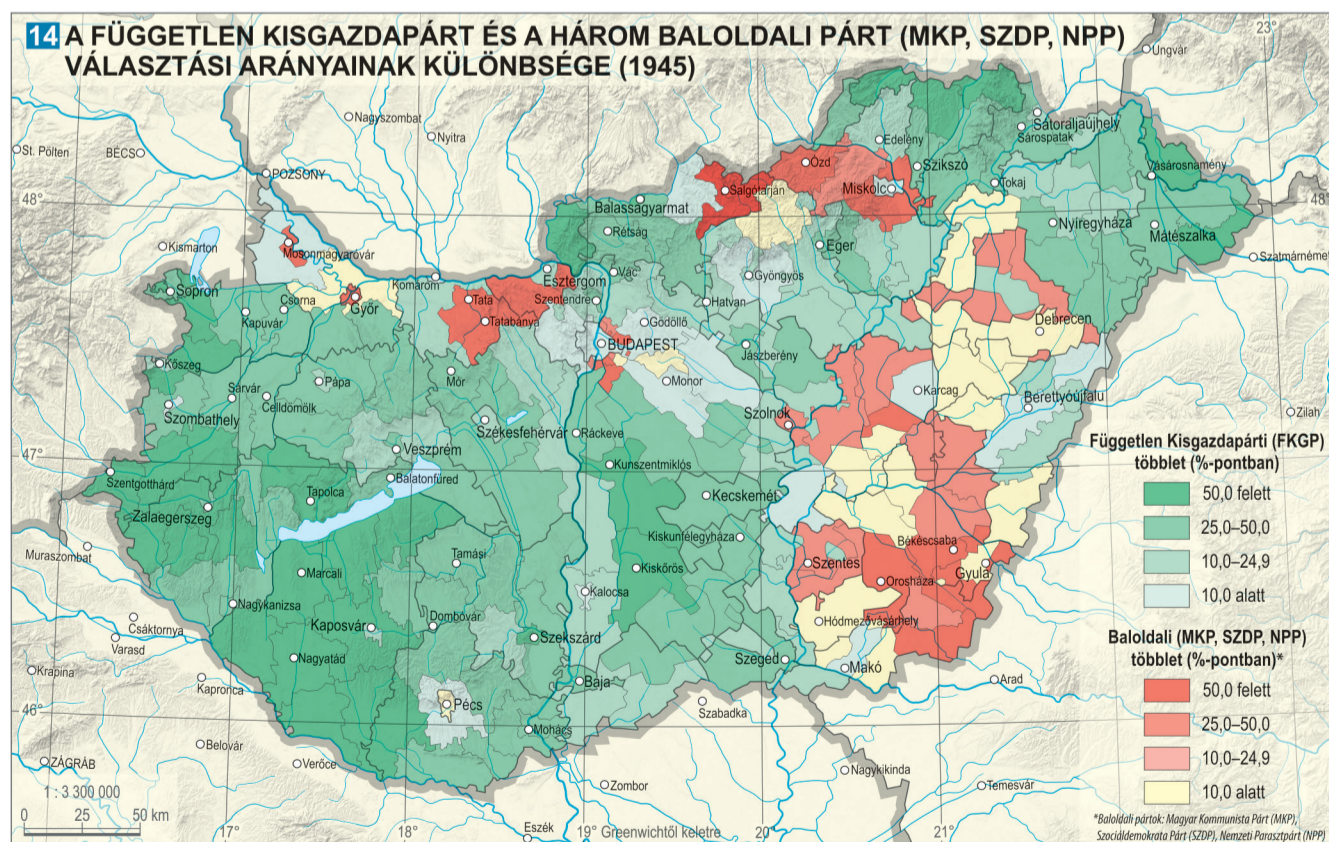 14 A FÜGGETLEN KISGAZDAPÁRT ÉS A HÁROM BALOLDALI PÁRT (MKP, SZDP, NPP)
VÁLASZTÁSI ARÁNYAINAK KÜLÖNBSÉGE (1945)
23°
Ungvár
Nagyszombat
Nyitra
St. Pölten
BÉCS
POZSONY
Sátoraljaújhely
Sárospatak
Edelény
Szikszó
Ózd
Vásárosnamény
Tokaj
Miskolc
Salgótarján
48°
48°
Balassagyarmat
Rétság
Nyíregyháza
Mátészalka
Eger
Kismarton
Mosonmagyaróvár
Szatmárnémeti
Gyöngyös
Vác
Esztergom
Komárom
Sopron
Csorna
Győr
Tata
Szentendre
Hatvan
Kapuvár
Tatabánya
Gödöllő
Debrecen
BUDAPEST
Jászberény
Kőszeg
Mór
Monor
Pápa
Sárvár
Celldömölk
Karcag
Berettyóújfalu
Szombathely
Székesfehérvár
Ráckeve
Szolnok
Zilah
Veszprém
47°
47°
Kunszentmiklós
Szentgotthárd
Balatonfüred
Tapolca
Kecskemét
Zalaegerszeg
Kiskunfélegyháza
Békéscsaba
Muraszombat
Tamási
Szentes
Gyula
Marcali
Kiskőrös
Orosháza
Kalocsa
Nagykanizsa
Csáktornya
Kaposvár
Dombóvár
Hódmezővásárhely
Varasd
Szekszárd
Nagyatád
Szeged
Makó
Krapina
Kapronca
Baja
Arad
46°
46°
Pécs
Szabadka
Mohács
Belovár
ZÁGRÁB
Verőce
Zombor
Nagykikinda
Temesvár
Eszék
1 : 3 300 000
0 25 50 km
17° 18° 19° Greenwichtől keletre 20° 21°
Független Kisgazdapárti (FKGP)
többlet (%-pontban)
50,0 felett
25,0–50,0
10,0–24,9
10,0 alatt
Baloldali (MKP, SZDP, NPP)
többlet (%-pontban)*
50,0 felett
25,0–50,0
10,0–24,9
10,0 alatt
*Baloldali pártok: Magyar Kommunista Párt (MKP),
Szociáldemokrata Párt (SZDP), Nemzeti Parasztpárt (NPP)